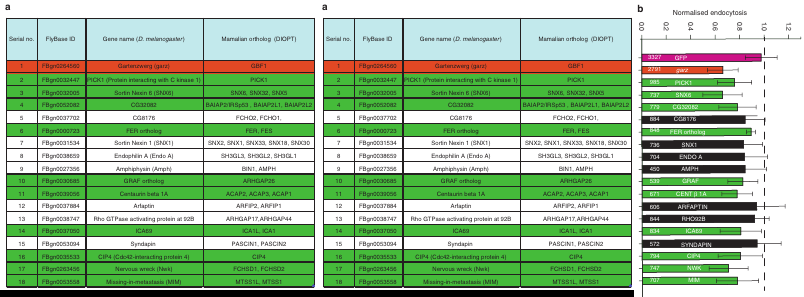 a
Serial no. FlyBase ID Gene name (D. melanogaster) Mamalian ortholog (DIOPT)
1 FBgn0264560 Gartenzwerg (garz) GBF1
2 FBgn0032447 PICK1 (Protein interacting with C kinase 1) PICK1
3 FBgn0032005 Sortin Nexin 6 (SNX6) SNX6, SNX32, SNX5
4 FBgn0052082 CG32082 BAIAP2/IRSp53 , BAIAP2L1, BAIAP2L2
5 FBgn0037702 CG8176 FCHO2, FCHO1,
6 FBgn0000723 FER ortholog FER, FES
7 FBgn0031534 Sortin Nexin 1 (SNX1) SNX2, SNX1, SNX33, SNX18, SNX30
8 FBgn0038659 Endophilin A (Endo A) SH3GL3, SH3GL2, SH3GL1
9 FBgn0027356 Amphiphysin (Amph) BIN1, AMPH
10 FBgn0030685 GRAF ortholog ARHGAP26
11 FBgn0039056 Centaurin beta 1A ACAP2, ACAP3, ACAP1
12 FBgn0037884 Arfaptin ARFIP2, ARFIP1
13 FBgn0038747 Rho GTPase activating protein at 92B ARHGAP17,ARHGAP44
14 FBgn0037050 ICA69 ICA1L, ICA1
15 FBgn0053094 Syndapin PASCIN1, PASCIN2
16 FBgn0035533 CIP4 (Cdc42-interacting protein 4) CIP4
17 FBgn0263456 Nervous wreck (Nwk) FCHSD1, FCHSD2
18 FBgn0053558 Missing-in-metastasis (MIM) MTSS1L, MTSS1
a
Serial no. FlyBase ID Gene name (D. melanogaster) Mamalian ortholog (DIOPT)
1 FBgn0264560 Gartenzwerg (garz) GBF1
2 FBgn0032447 PICK1 (Protein interacting with C kinase 1) PICK1
3 FBgn0032005 Sortin Nexin 6 (SNX6) SNX6, SNX32, SNX5
4 FBgn0052082 CG32082 BAIAP2/IRSp53 , BAIAP2L1, BAIAP2L2
5 FBgn0037702 CG8176 FCHO2, FCHO1,
6 FBgn0000723 FER ortholog FER, FES
7 FBgn0031534 Sortin Nexin 1 (SNX1) SNX2, SNX1, SNX33, SNX18, SNX30
8 FBgn0038659 Endophilin A (Endo A) SH3GL3, SH3GL2, SH3GL1
9 FBgn0027356 Amphiphysin (Amph) BIN1, AMPH
10 FBgn0030685 GRAF ortholog ARHGAP26
11 FBgn0039056 Centaurin beta 1A ACAP2, ACAP3, ACAP1
12 FBgn0037884 Arfaptin ARFIP2, ARFIP1
13 FBgn0038747 Rho GTPase activating protein at 92B ARHGAP17,ARHGAP44
14 FBgn0037050 ICA69 ICA1L, ICA1
15 FBgn0053094 Syndapin PASCIN1, PASCIN2
16 FBgn0035533 CIP4 (Cdc42-interacting protein 4) CIP4
17 FBgn0263456 Nervous wreck (Nwk) FCHSD1, FCHSD2
18 FBgn0053558 Missing-in-metastasis (MIM) MTSS1L, MTSS1
b
Normalised endocytosis
0 0.2 0.4 0.6 0.8 1.0 1.2
3327 GFP
2791 garz
985 PICK1
737 SNX6
779 CG32082
884 CG8176
848 FER ortholog
736 SNX1
704 ENDO A
450 AMPH
539 GRAF
671 CENT β 1A
606 ARFAPTIN
844 RHO92B
834 ICA69
572 SYNDAPIN
794 CIP4
747 NWK
707 MIM